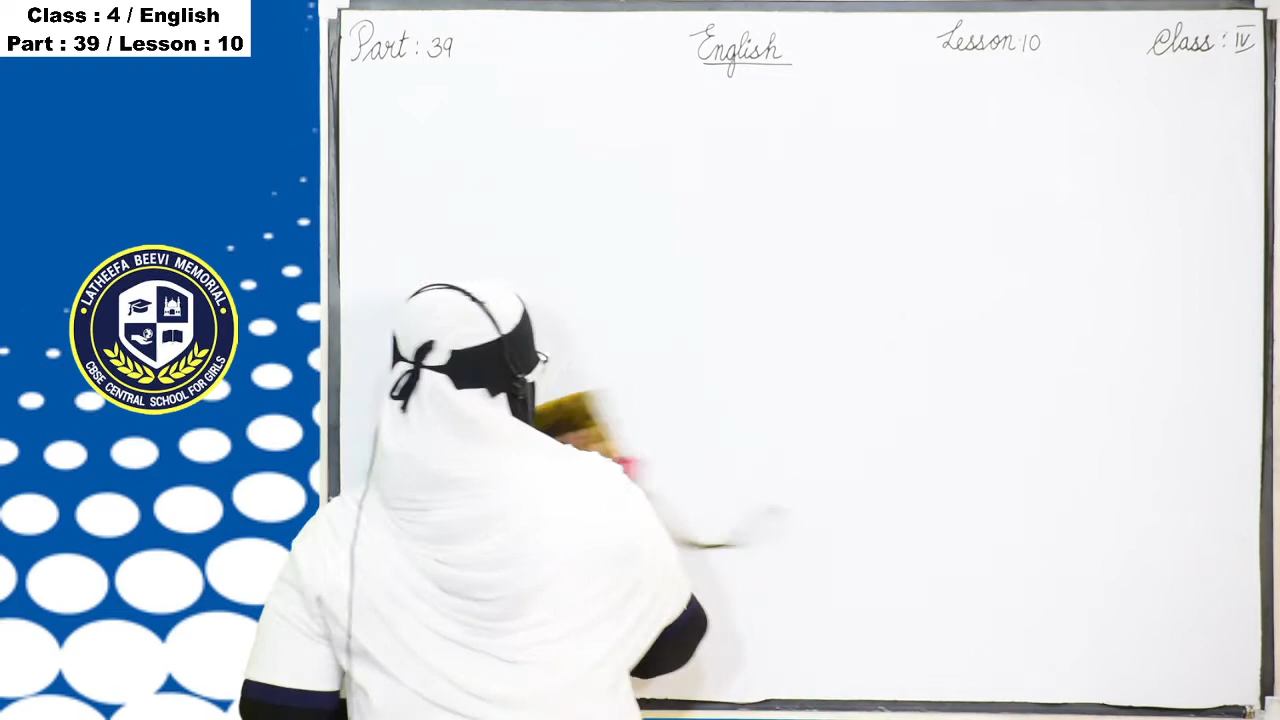 Class : 4 / English
Part : 39 / Lesson : 10
Part : 39 English Lesson:10 Class : IV
LATHEEFA BEEVI MEMORIAL
CBSE CENTRAL SCHOOL FOR GIRLS